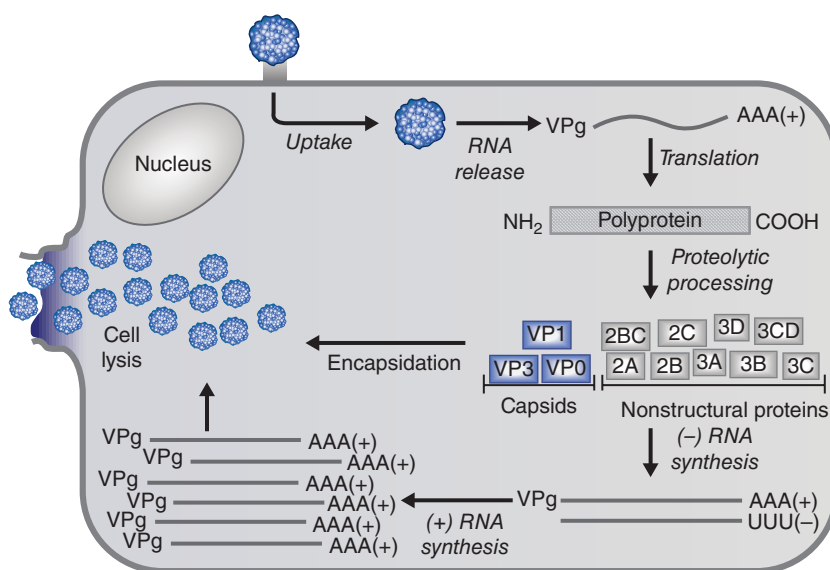 Uptake
RNA
release
VPg
AAA(+)
Nucleus
Translation
NH2
Polyprotein
COOH
Proteolytic
processing
Cell
lysis
Encapsidation
VP1
VP3 VP0
Capsids
2BC 2C 3D 3CD
2A 2B 3A 3B 3C
Nonstructural proteins
(–) RNA
synthesis
VPg AAA(+)
UUU(–)
(+) RNA
synthesis
VPg AAA(+)
VPg AAA(+)
VPg AAA(+)
VPg AAA(+)
VPg AAA(+)
VPg AAA(+)